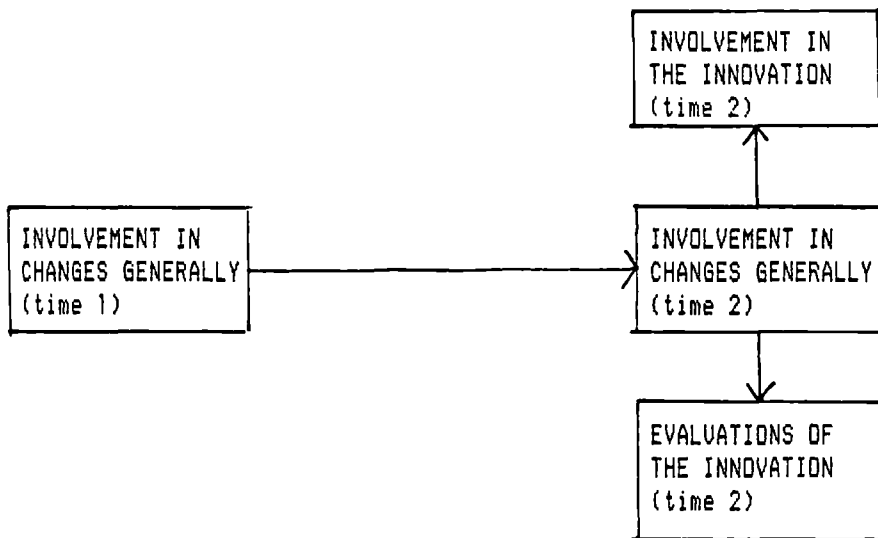 INVOLVEMENT IN
THE INNOVATION
(time 2)
INVOLVEMENT IN
CHANGES GENERALLY
(time 1)
INVOLVEMENT IN
CHANGES GENERALLY
(time 2)
EVALUATIONS OF
THE INNOVATION
(time 2)